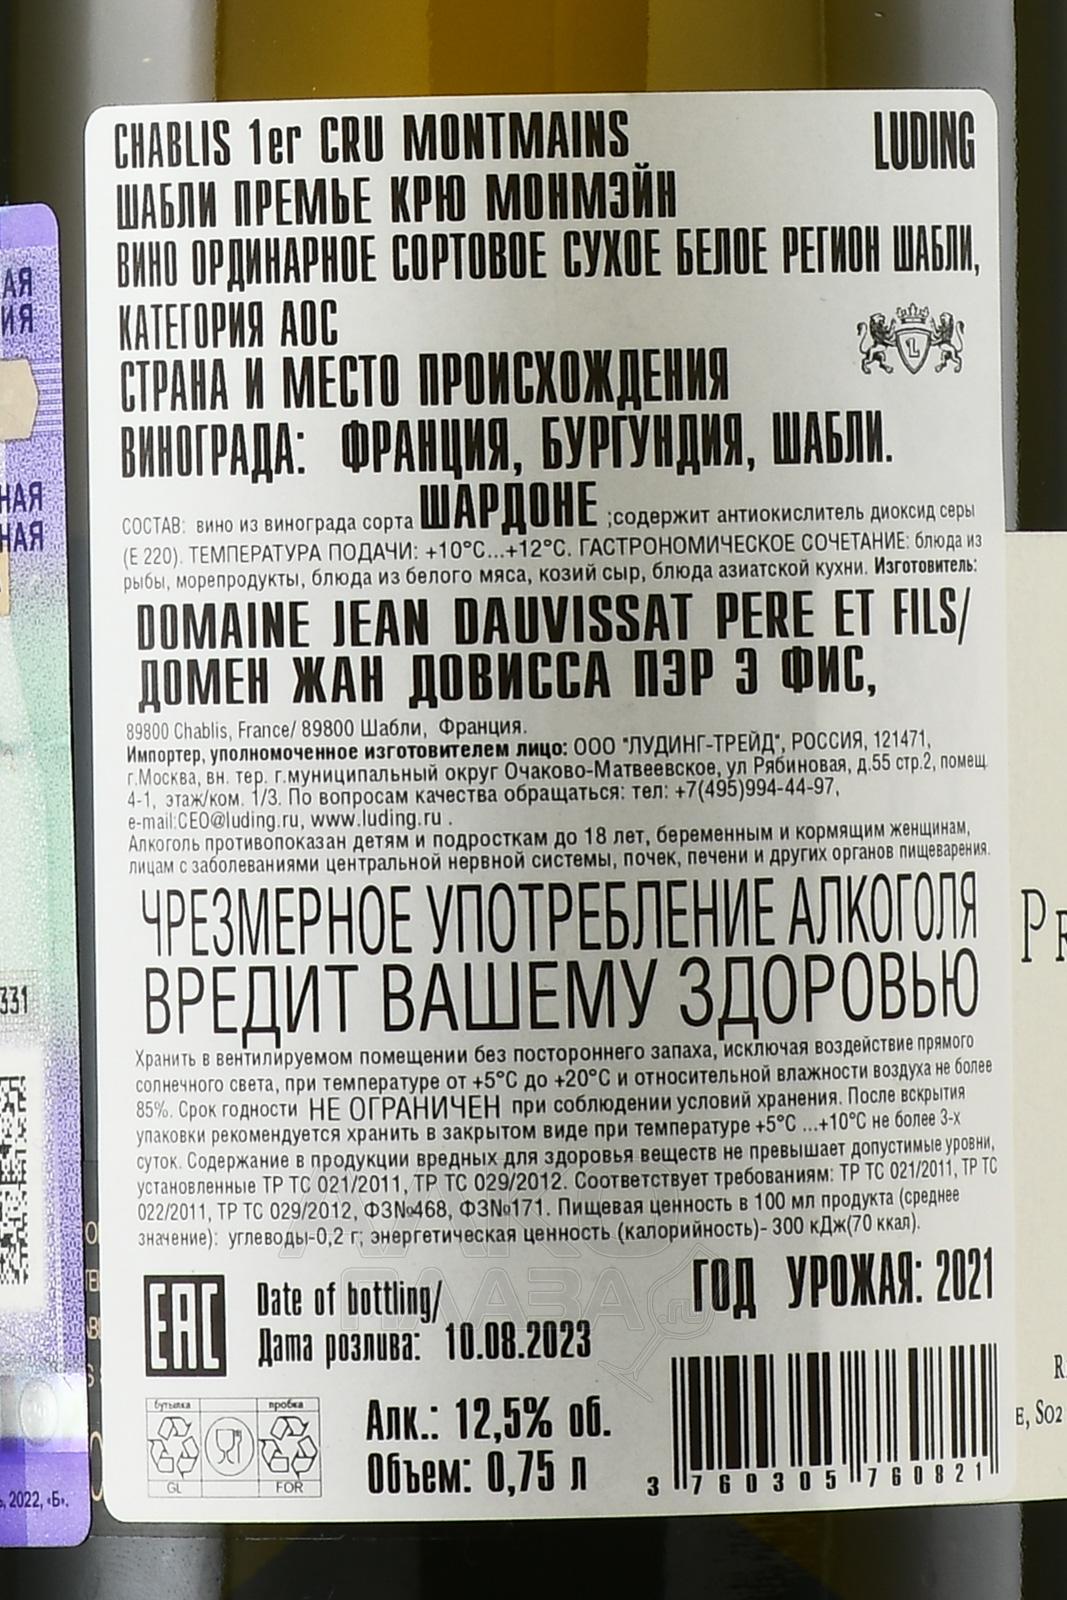 CHABLIS 1er CRU MONTMAINS
LUDING
ШАБЛИ ПРЕМЬЕ КРЮ МОНМЭЙН
ВИНО ОРДИНАРНОЕ СОРТОВОЕ СУХОЕ БЕЛОЕ РЕГИОН ШАБЛИ,
КАТЕГОРИЯ АОС
L
СТРАНА И МЕСТО ПРОИСХОЖДЕНИЯ
ВИНОГРАДА: ФРАНЦИЯ, БУРГУНДИЯ, ШАБЛИ.
СОСТАВ: вино из винограда сорта ШАРДОНЕ ;содержит антиокислитель диоксид серы
(Е 220). ТЕМПЕРАТУРА ПОДАЧИ: +10°С...+12°С. ГАСТРОНОМИЧЕСКОЕ СОЧЕТАНИЕ: блюда из
рыбы, морепродукты, блюда из белого мяса, козий сыр, блюда азиатской кухни. Изготовитель:
DOMAINE JEAN DAUVISSAT PERE ET FILS/
ДОМЕН ЖАН ДОВИССА ПЭР Э ФИС,
89800 Chablis, France/ 89800 Шабли, Франция.
Импортер, уполномоченное изготовителем лицо: ООО "ЛУДИНГ-ТРЕЙД", РОССИЯ, 121471,
г.Москва, вн. тер. г.муниципальный округ Очаково-Матвеевское, ул Рябиновая, д.55 стр.2, помещ.
4-1, этаж/ком. 1/3. По вопросам качества обращаться: тел: +7(495)994-44-97,
e-mail:CEO@luding.ru, www.luding.ru .
Алкоголь противопоказан детям и подросткам до 18 лет, беременным и кормящим женщинам,
лицам с заболеваниями центральной нервной системы, почек, печени и других органов пищеварения.
ЧРЕЗМЕРНОЕ УПОТРЕБЛЕНИЕ АЛКОГОЛЯ
ВРЕДИТ ВАШЕМУ ЗДОРОВЬЮ
Хранить в вентилируемом помещении без постороннего запаха, исключая воздействие прямого
солнечного света, при температуре от +5°С до +20°С и относительной влажности воздуха не более
85%. Срок годности НЕ ОГРАНИЧЕН при соблюдении условий хранения. После вскрытия
упаковки рекомендуется хранить в закрытом виде при температуре +5°С ...+10°С не более 3-х
суток. Содержание в продукции вредных для здоровья веществ не превышает допустимые уровни,
установленные ТР ТС 021/2011, ТР ТС 029/2012. Соответствует требованиям: ТР ТС 021/2011, ТР ТС
022/2011, ТР ТС 029/2012, ФЗ№468, ФЗ№171. Пищевая ценность в 100 мл продукта (среднее
значение): углеводы-0,2 г; энергетическая ценность (калорийность)- 300 кДж(70 ккал).
EAC
Date of bottling/
Дата розлива: 10.08.2023
ГОД УРОЖАЯ: 2021
бутылка
пробка
GL
FOR
Алк.: 12,5% об.
Объем: 0,75 л
3 760305 760821
АЯ
ИЯ
НАЯ
НАЯ
331
, 2022, «Б».
PR
E, SO2
АЛКО
ПЛАЗА.ru